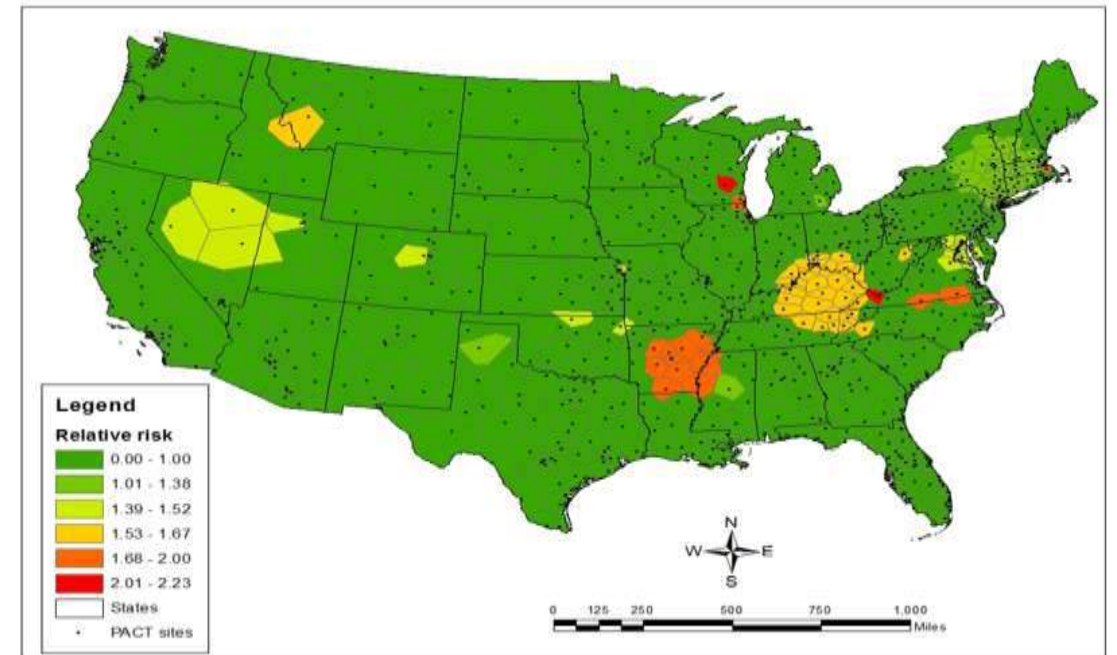 N
W E
S
0 125 250 500 750 1.000
Miles
Legend
Relative risk
0.00 - 1.00
1.01 - 1.38
1.39 - 1.52
1.53 - 1.67
1.68 - 2.00
2.01 - 2.23
States
PACT sites